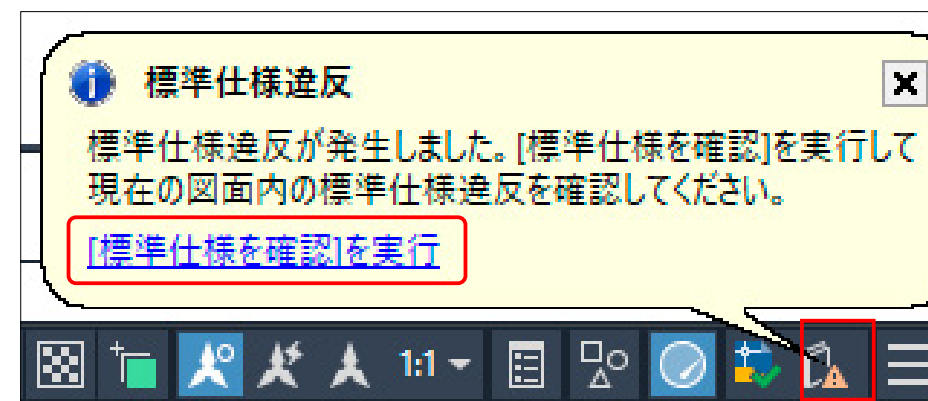 標準仕様違反
標準仕様違反が発生しました。[標準仕様を確認]を実行して
現在の図面内の標準仕様違反を確認してください。
[標準仕様を確認]を実行
1:1